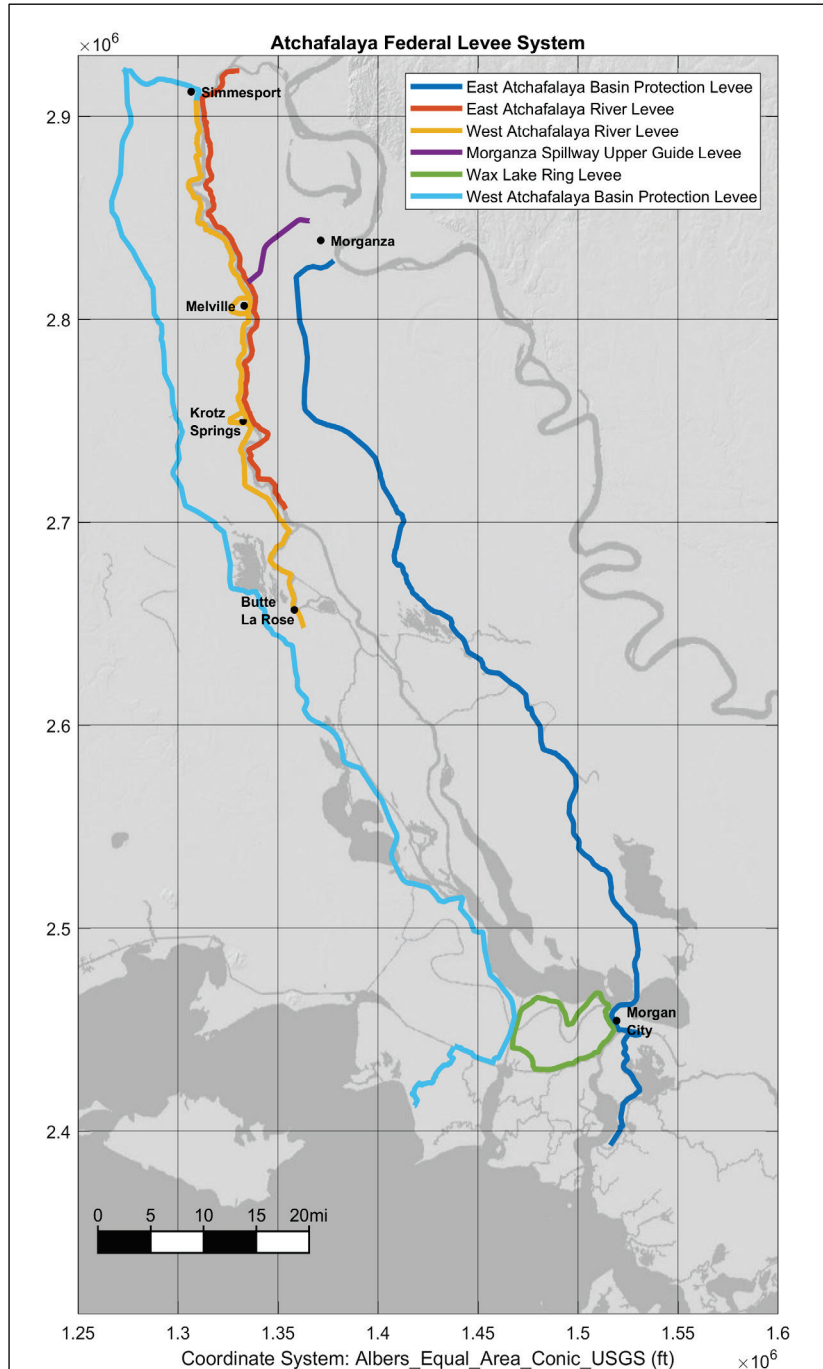 Atchafalaya Federal Levee System
×10⁶
East Atchafalaya Basin Protection Levee
East Atchafalaya River Levee
West Atchafalaya River Levee
Morganza Spillway Upper Guide Levee
Wax Lake Ring Levee
West Atchafalaya Basin Protection Levee
2.9
2.8
2.7
2.6
2.5
2.4
Simmesport
Morganza
Melville
Krotz
Springs
Butte
La Rose
Morgan
City
0 5 10 15 20mi
1.25 1.3 1.35 1.4 1.45 1.5 1.55 1.6
Coordinate System: Albers_Equal_Area_Conic_USGS (ft)
×10⁶